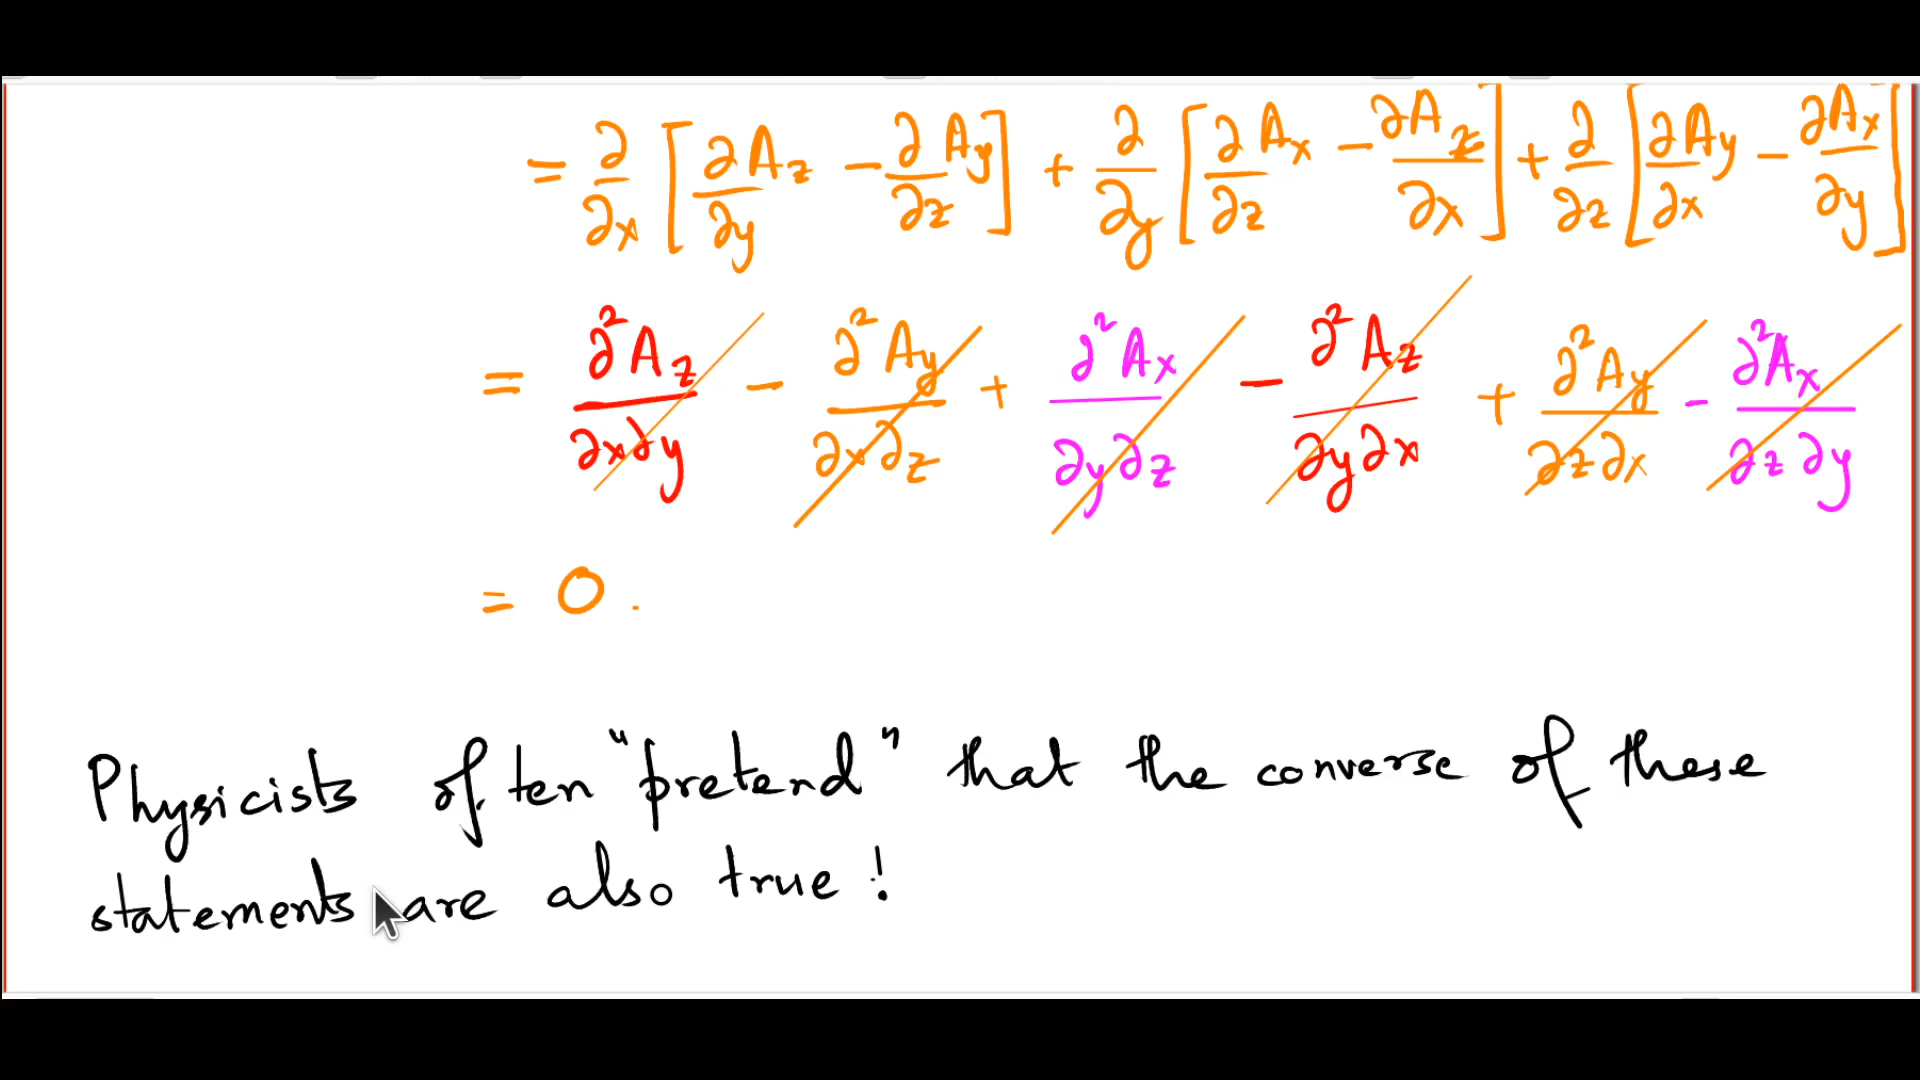 = ∂/∂x [∂A_z/∂y − ∂A_y/∂z] + ∂/∂y [∂A_x/∂z − ∂A_z/∂x] + ∂/∂z [∂A_y/∂x − ∂A_x/∂y]
= ∂²A_z/∂x∂y − ∂²A_y/∂x∂z + ∂²A_x/∂y∂z − ∂²A_z/∂y∂x + ∂²A_y/∂z∂x - ∂²A_x/∂z∂y
= 0.
Physicists often "pretend" that the converse of these
statements are also true!